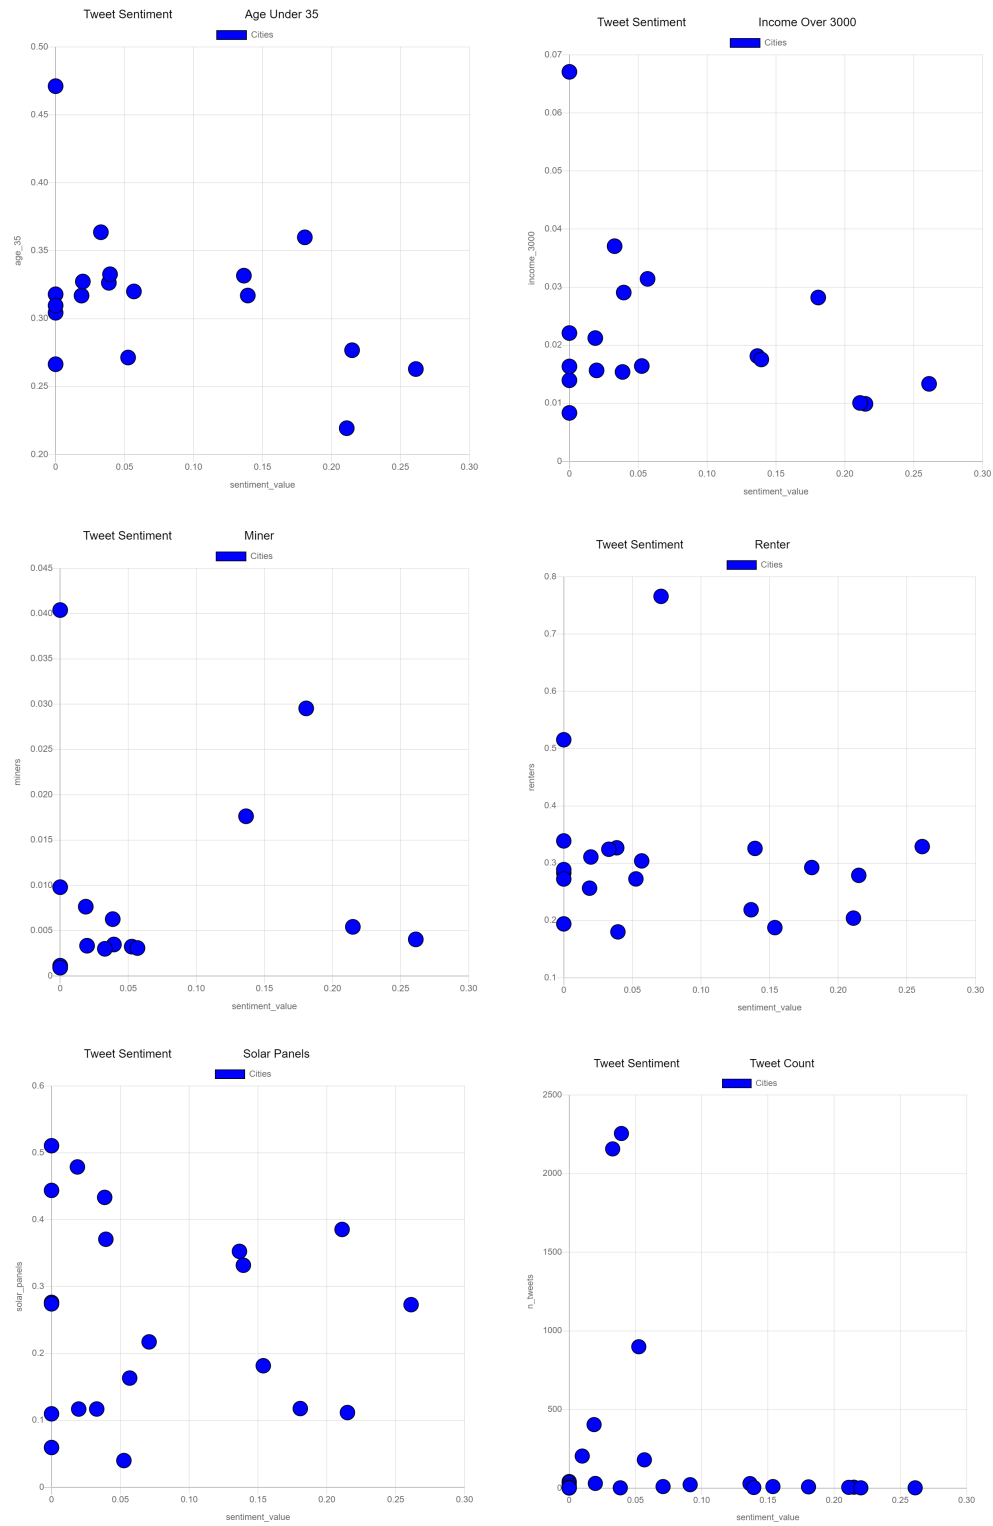 Tweet Sentiment Age Under 35
Cities
0.50
0.45
0.40
0.35
0.30
0.25
0.20
age_35
0 0.05 0.10 0.15 0.20 0.25 0.30
sentiment_value
Tweet Sentiment Income Over 3000
Cities
0.07
0.06
0.05
0.04
0.03
0.02
0.01
0
income_3000
0 0.05 0.10 0.15 0.20 0.25 0.30
sentiment_value
Tweet Sentiment Miner
Cities
0.045
0.040
0.035
0.030
0.025
0.020
0.015
0.010
0.005
0
miners
0 0.05 0.10 0.15 0.20 0.25 0.30
sentiment_value
Tweet Sentiment Renter
Cities
0.8
0.7
0.6
0.5
0.4
0.3
0.2
0.1
renters
0 0.05 0.10 0.15 0.20 0.25 0.30
sentiment_value
Tweet Sentiment Solar Panels
Cities
0.6
0.5
0.4
0.3
0.2
0.1
0
solar_panels
0 0.05 0.10 0.15 0.20 0.25 0.30
sentiment_value
Tweet Sentiment Tweet Count
Cities
2500
2000
1500
1000
500
0
n_tweets
0 0.05 0.10 0.15 0.20 0.25 0.30
sentiment_value